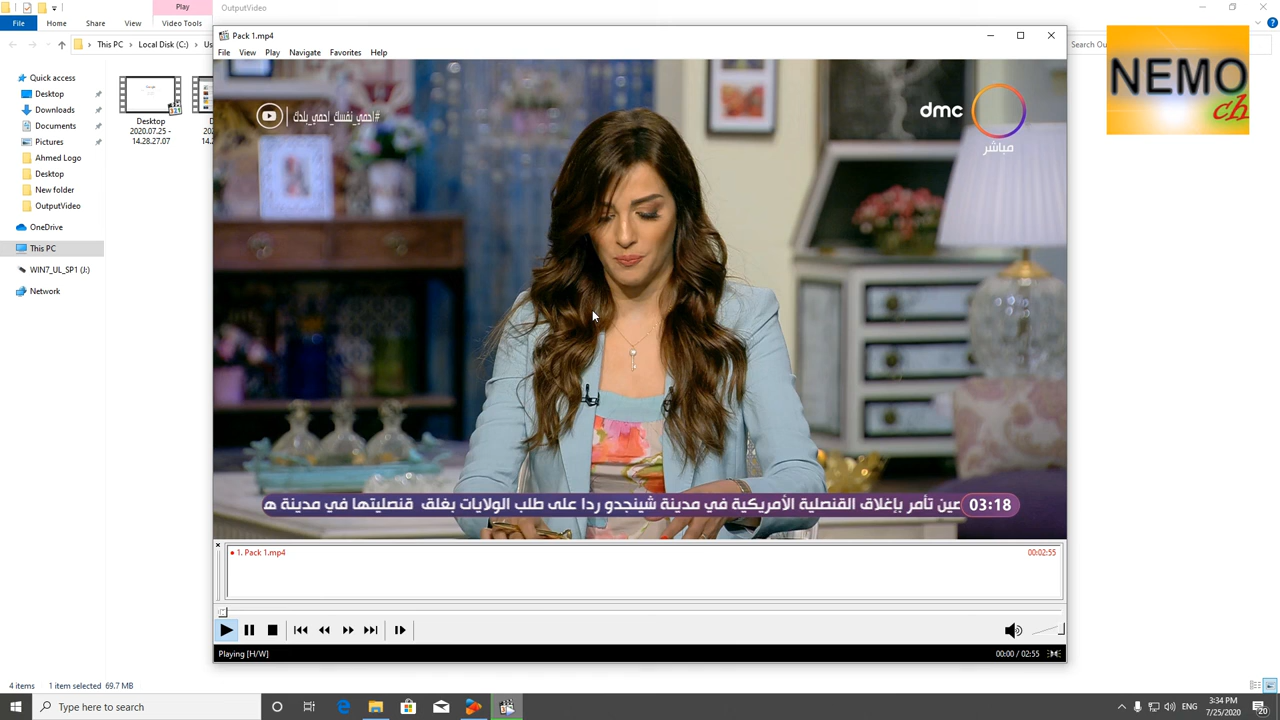 Play
OutputVideo
File
Home
Share
View
Video Tools
This PC
Local Disk (C:)
Search
Quick access
Desktop
Downloads
Documents
Pictures
Ahmed Logo
Desktop
New folder
OutputVideo
OneDrive
This PC
WIN7_UL_SP1 (J:)
Network
Desktop
2020.07.25 -
14.28.27.07
Pack 1.mp4
File
View
Play
Navigate
Favorites
Help
#احمي_نفسك_احمي_بلدك
dmc
مباشر
تأمر بإغلاق القنصلية الأمريكية في مدينة شينجدو ردا على طلب الولايات بغلق قنصليتها في مدينة
03:18
1. Pack 1.mp4
00:02:55
Playing [H/W]
00:00 / 02:55
NEMO
ch
4 items
1 item selected 69.7 MB
Type here to search
ENG
3:34 PM
7/25/2020
20